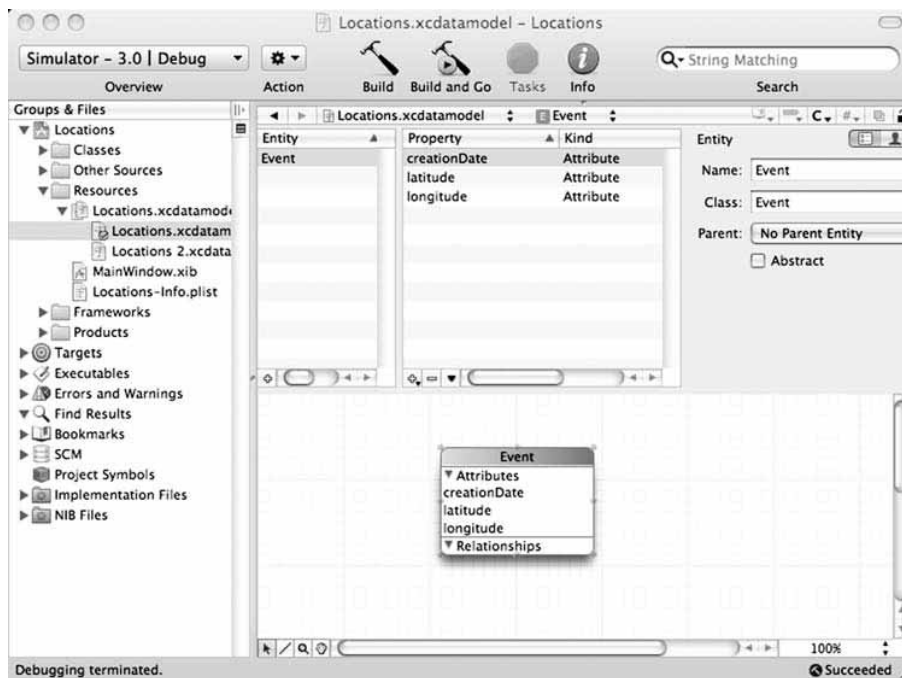 Locations.xcdatamodel – Locations
Simulator – 3.0 | Debug
String Matching
Overview
Action
Build
Build and Go
Tasks
Info
Search
Groups & Files
Locations
Classes
Other Sources
Resources
Locations.xcdatamod
Locations.xcdatam
Locations 2.xcdata
MainWindow.xib
Locations-Info.plist
Frameworks
Products
Targets
Executables
Errors and Warnings
Find Results
Bookmarks
SCM
Project Symbols
Implementation Files
NIB Files
Locations.xcdatamodel
Event
C
#
Entity
Event
Property
Kind
creationDate
Attribute
latitude
Attribute
longitude
Attribute
Entity
Name: Event
Class: Event
Parent: No Parent Entity
Abstract
Event
Attributes
creationDate
latitude
longitude
Relationships
100%
Debugging terminated.
Succeeded